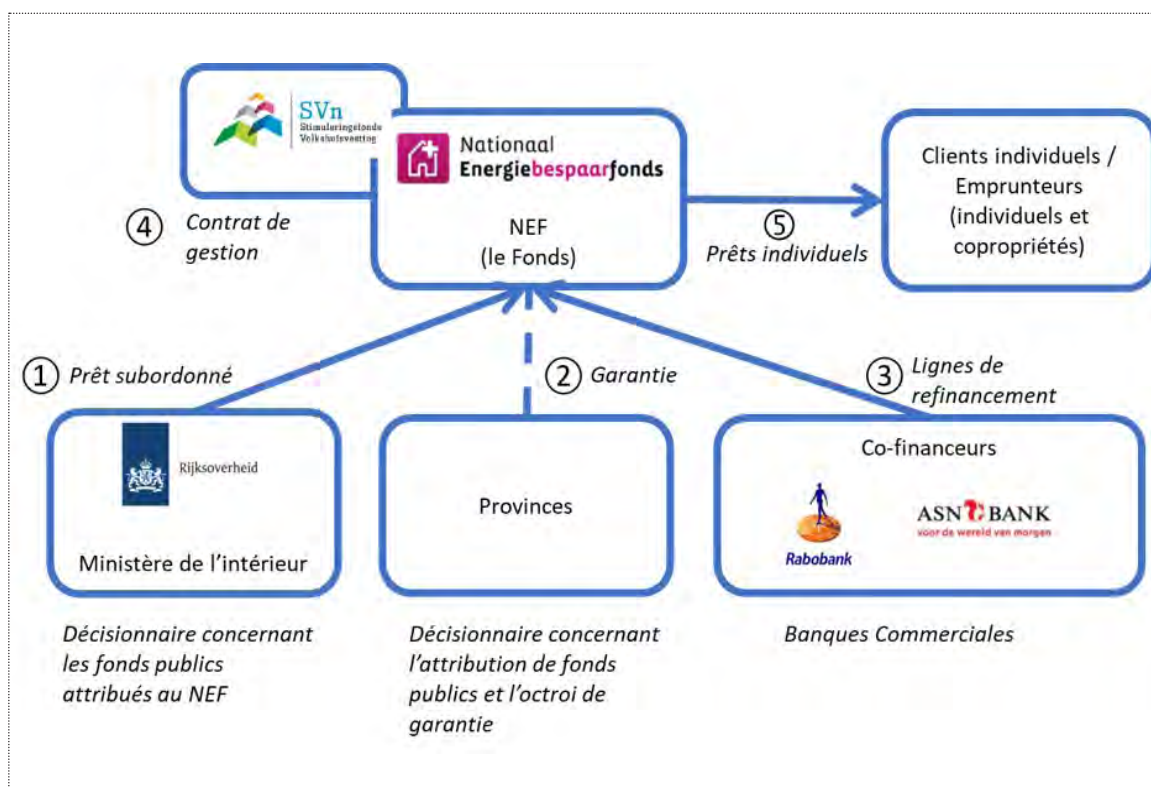 SVn
Stimuleringsfonds
Volkshuisvesting
Nationaal
Energiebespaarfonds
NEF
(le Fonds)
Clients individuels /
Emprunteurs
(individuels et
copropriétés)
④ Contrat de
gestion
⑤
Prêts individuels
① Prêt subordonné
② Garantie
③ Lignes de
refinancement
Rijksoverheid
Ministère de l’intérieur
Provinces
Co-financeurs
Rabobank
ASN BANK
voor de wereld van morgen
Décisionnaire concernant
les fonds publics
attribués au NEF
Décisionnaire concernant
l’attribution de fonds
publics et l’octroi de
garantie
Banques Commerciales